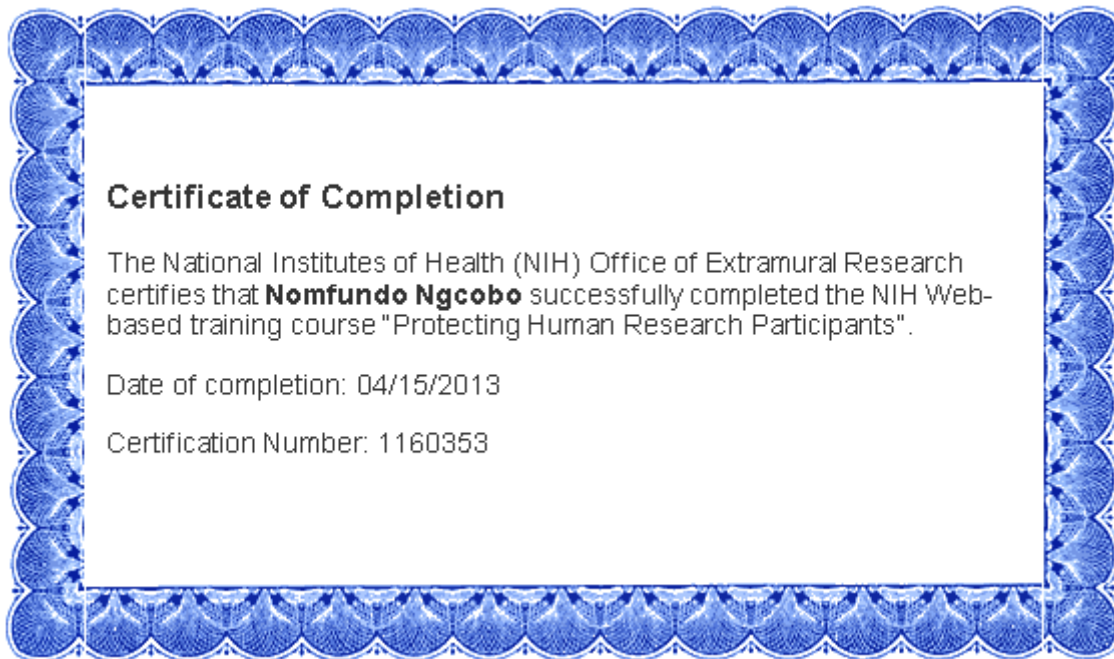 Certificate of Completion
The National Institutes of Health (NIH) Office of Extramural Research
certifies that Nomfundo Ngcobo successfully completed the NIH Web-
based training course "Protecting Human Research Participants".
Date of completion: 04/15/2013
Certification Number: 1160353